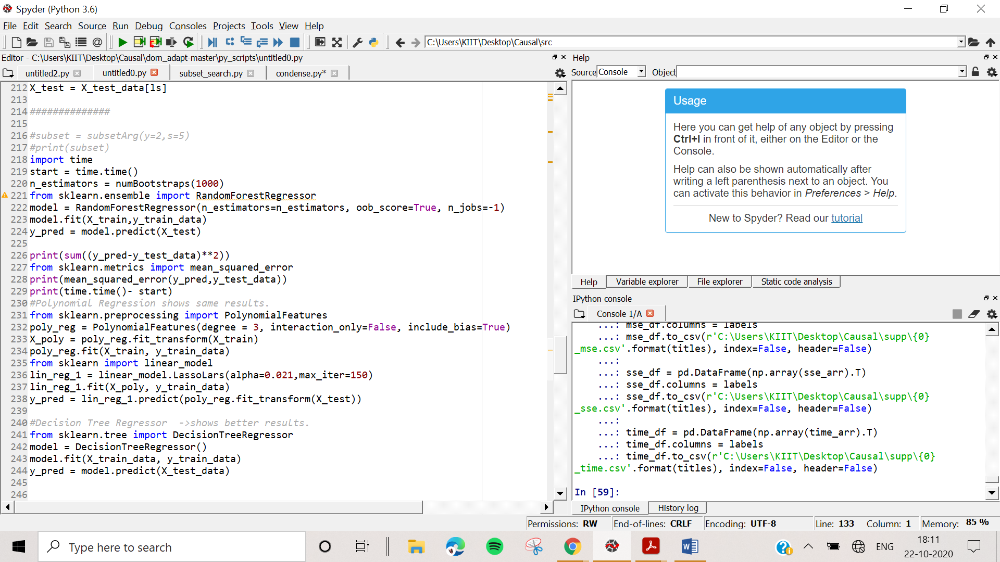 Spyder (Python 3.6)
File Edit Search Source Run Debug Consoles Projects Tools View Help
C:\Users\KIIT\Desktop\Causal\src
Editor - C:\Users\KIIT\Desktop\Causal\dom_adapt-master\py_scripts\untitled0.py
untitled2.py untitled0.py subset_search.py condense.py*
212 X_test = X_test_data[ls]
213
214 ##############
215
216 #subset = subsetArg(y=2,s=5)
217 #print(subset)
218 import time
219 start = time.time()
220 n_estimators = numBootstraps(1000)
221 from sklearn.ensemble import RandomForestRegressor
222 model = RandomForestRegressor(n_estimators=n_estimators, oob_score=True, n_jobs=-1)
223 model.fit(X_train,y_train_data)
224 y_pred = model.predict(X_test)
225
226 print(sum((y_pred-y_test_data)**2))
227 from sklearn.metrics import mean_squared_error
228 print(mean_squared_error(y_pred,y_test_data))
229 print(time.time()- start)
230 #Polynomial Regression shows same results.
231 from sklearn.preprocessing import PolynomialFeatures
232 poly_reg = PolynomialFeatures(degree = 3, interaction_only=False, include_bias=True)
233 X_poly = poly_reg.fit_transform(X_train)
234 poly_reg.fit(X_train, y_train_data)
235 from sklearn import linear_model
236 lin_reg_1 = linear_model.LassoLars(alpha=0.021,max_iter=150)
237 lin_reg_1.fit(X_poly, y_train_data)
238 y_pred = lin_reg_1.predict(poly_reg.fit_transform(X_test))
239
240 #Decision Tree Regressor  ->shows better results.
241 from sklearn.tree import DecisionTreeRegressor
242 model = DecisionTreeRegressor()
243 model.fit(X_train_data, y_train_data)
244 y_pred = model.predict(X_test_data)
245
246
Help
Source Console Object
Usage
Here you can get help of any object by pressing
Ctrl+I in front of it, either on the Editor or the
Console.
Help can also be shown automatically after
writing a left parenthesis next to an object. You
can activate this behavior in Preferences > Help.
New to Spyder? Read our tutorial
Help Variable explorer File explorer Static code analysis
IPython console
Console 1/A
...: mse_df.columns = labels
...: mse_df.to_csv(r'C:\Users\KIIT\Desktop\Causal\supp\{0}
_mse.csv'.format(titles), index=False, header=False)
...:
...: sse_df = pd.DataFrame(np.array(sse_arr).T)
...: sse_df.columns = labels
...: sse_df.to_csv(r'C:\Users\KIIT\Desktop\Causal\supp\{0}
_sse.csv'.format(titles), index=False, header=False)
...:
...: time_df = pd.DataFrame(np.array(time_arr).T)
...: time_df.columns = labels
...: time_df.to_csv(r'C:\Users\KIIT\Desktop\Causal\supp\{0}
_time.csv'.format(titles), index=False, header=False)
In [59]:
IPython console History log
Permissions: RW End-of-lines: CRLF Encoding: UTF-8 Line: 133 Column: 1 Memory: 85 %
Type here to search
ENG
18:11
22-10-2020